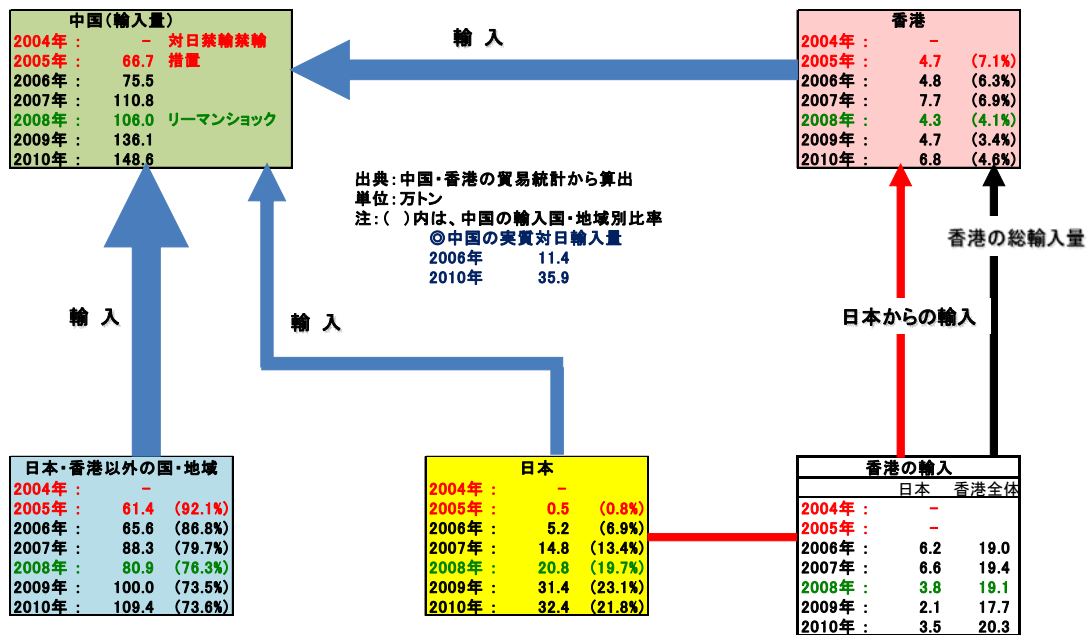 中国(輸入量)
2004年 : － 対日禁輸禁輸
2005年 : 66.7 措置
2006年 : 75.5
2007年 : 110.8
2008年 : 106.0 リーマンショック
2009年 : 136.1
2010年 : 148.6
輸 入
香港
2004年 : －
2005年 : 4.7 (7.1%)
2006年 : 4.8 (6.3%)
2007年 : 7.7 (6.9%)
2008年 : 4.3 (4.1%)
2009年 : 4.7 (3.4%)
2010年 : 6.8 (4.6%)
出典:中国・香港の貿易統計から算出
単位:万トン
注:( )内は、中国の輸入国・地域別比率
◎中国の実質対日輸入量
2006年 11.4
2010年 35.9
香港の総輸入量
輸 入
輸 入
日本からの輸入
日本・香港以外の国・地域
2004年 : －
2005年 : 61.4 (92.1%)
2006年 : 65.6 (86.8%)
2007年 : 88.3 (79.7%)
2008年 : 80.9 (76.3%)
2009年 : 100.0 (73.5%)
2010年 : 109.4 (73.6%)
日本
2004年 : －
2005年 : 0.5 (0.8%)
2006年 : 5.2 (6.9%)
2007年 : 14.8 (13.4%)
2008年 : 20.8 (19.7%)
2009年 : 31.4 (23.1%)
2010年 : 32.4 (21.8%)
香港の輸入
日本 香港全体
2004年 : －
2005年 : －
2006年 : 6.2 19.0
2007年 : 6.6 19.4
2008年 : 3.8 19.1
2009年 : 2.1 17.7
2010年 : 3.5 20.3